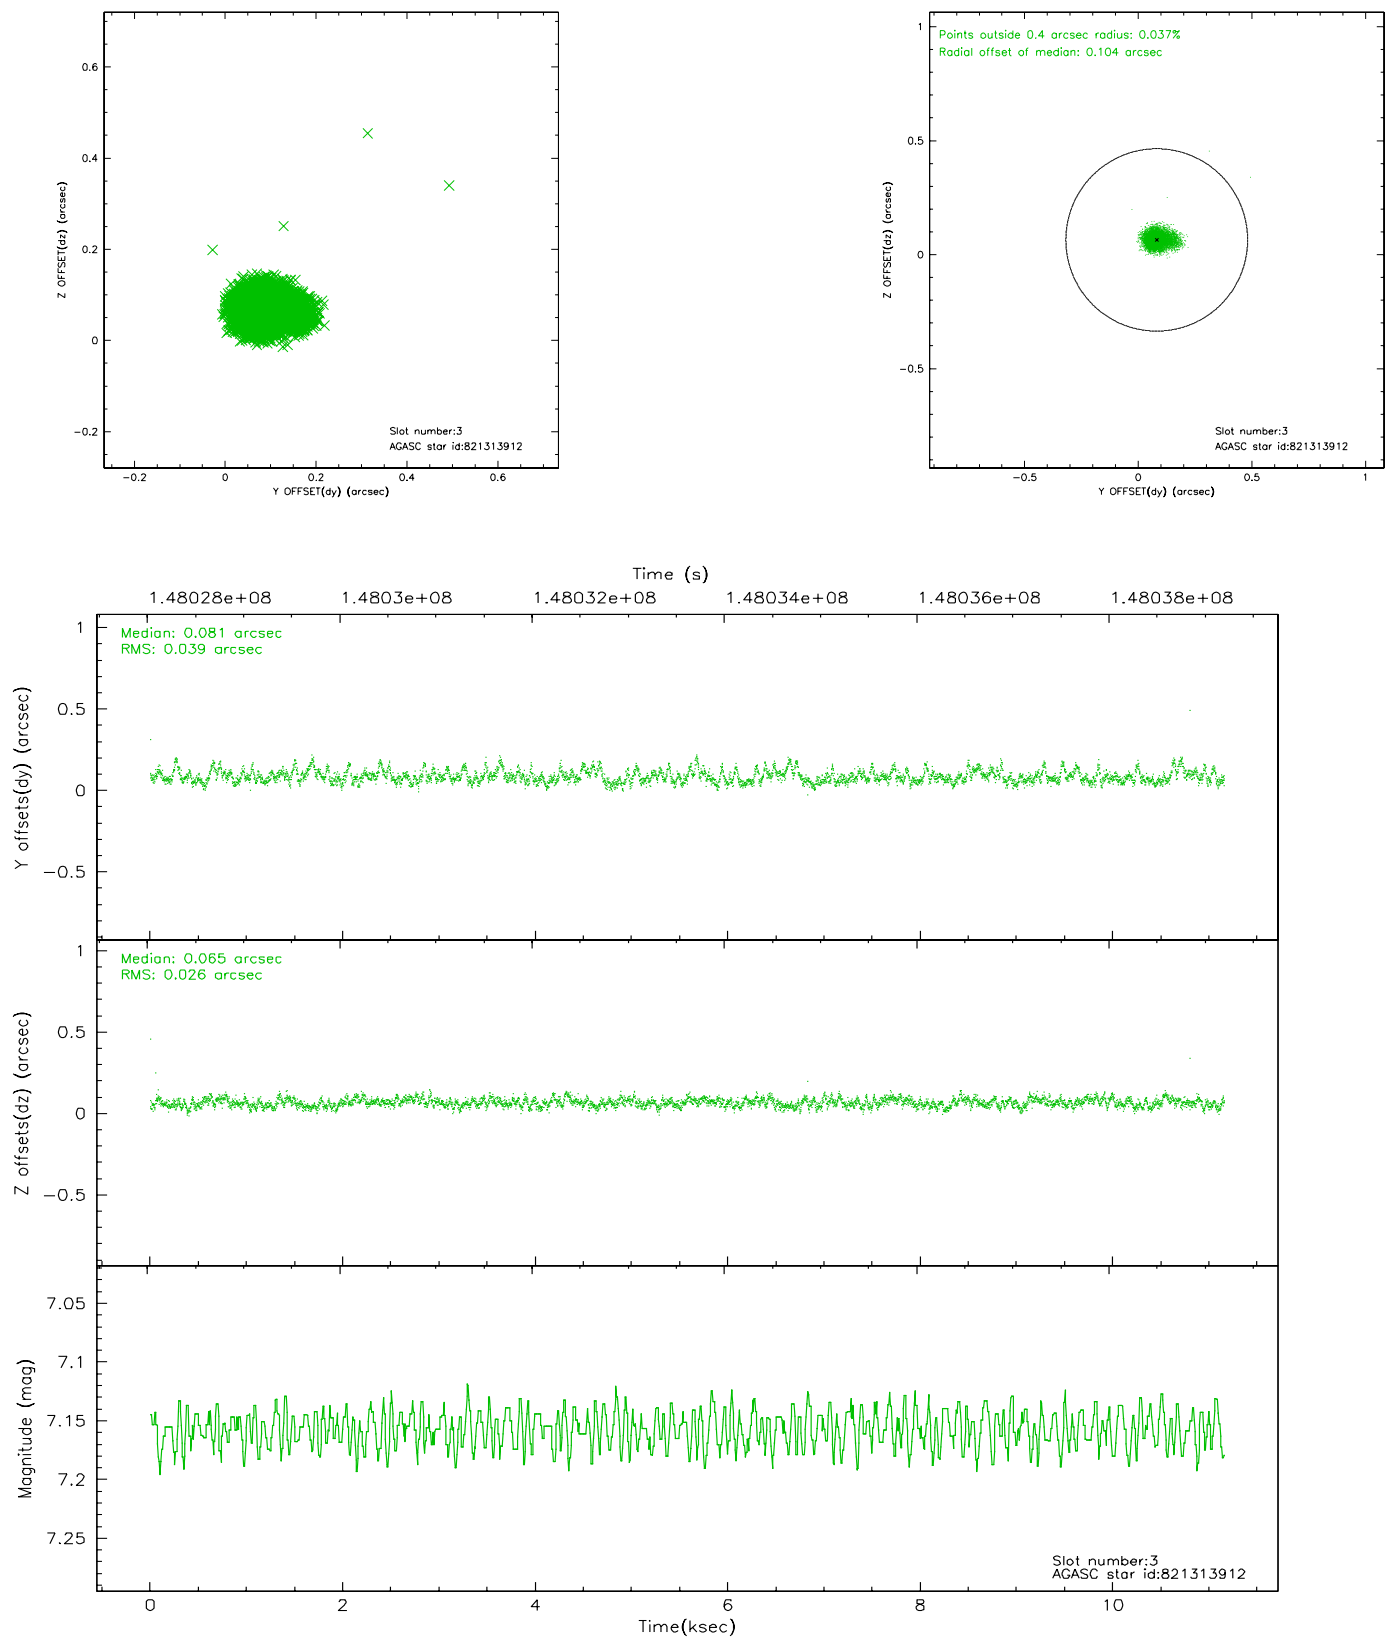 0.6
0.4
0.2
0
-0.2
Z OFFSET(dz) (arcsec)
-0.2 0 0.2 0.4 0.6
Y OFFSET(dy) (arcsec)
Slot number:3
AGASC star id:821313912
Points outside 0.4 arcsec radius: 0.037%
Radial offset of median: 0.104 arcsec
1
0.5
0
-0.5
Z OFFSET(dz) (arcsec)
-0.5 0 0.5 1
Y OFFSET(dy) (arcsec)
Slot number:3
AGASC star id:821313912
Time (s)
1.48028e+08 1.4803e+08 1.48032e+08 1.48034e+08 1.48036e+08 1.48038e+08
Median: 0.081 arcsec
RMS: 0.039 arcsec
1
0.5
0
-0.5
Y offsets(dy) (arcsec)
Median: 0.065 arcsec
RMS: 0.026 arcsec
1
0.5
0
-0.5
Z offsets(dz) (arcsec)
7.05
7.1
7.15
7.2
7.25
Magnitude (mag)
Slot number:3
AGASC star id:821313912
0 2 4 6 8 10
Time(ksec)